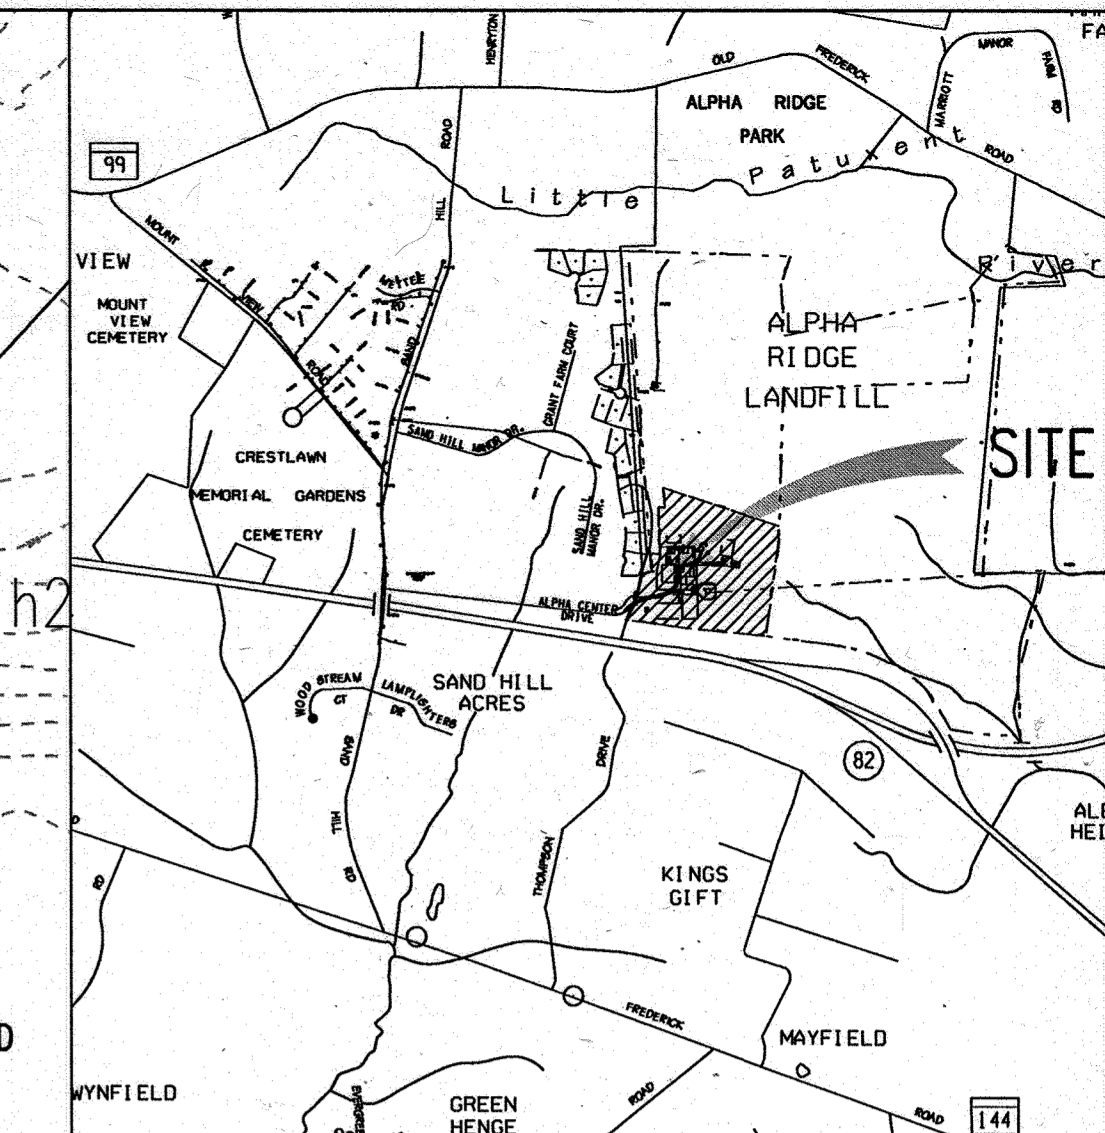 HENRYTON
OLD
FREDERICK
ROAD
MANOR
FARM
RD
MARRIOTT
FA
ALPHA RIDGE
PARK
99
ROAD
HILL
SAND
Little
Patuxent
River
MOUNT
VIEW
ROAD
VIEW
MOUNT
VIEW
CEMETERY
RD
GRANT FARM COURT
ALPHA
RIDGE
LANDFILL
SITE
SAND HILL MANOR DR.
CRESTLAWN
MEMORIAL GARDENS
CEMETERY
SAND HILL
MANOR DR.
h2
ALPHA CENTER
DRIVE
WOOD STREAM
CT
LAMPLIGHTERS
DR
SAND HILL
ACRES
SAND
HILL
RD
THOMPSON
DRIVE
82
KINGS
GIFT
RD
D
FREDERICK
ROAD
MAYFIELD
WYNFIELD
GREEN
HENGE
ROAD
144